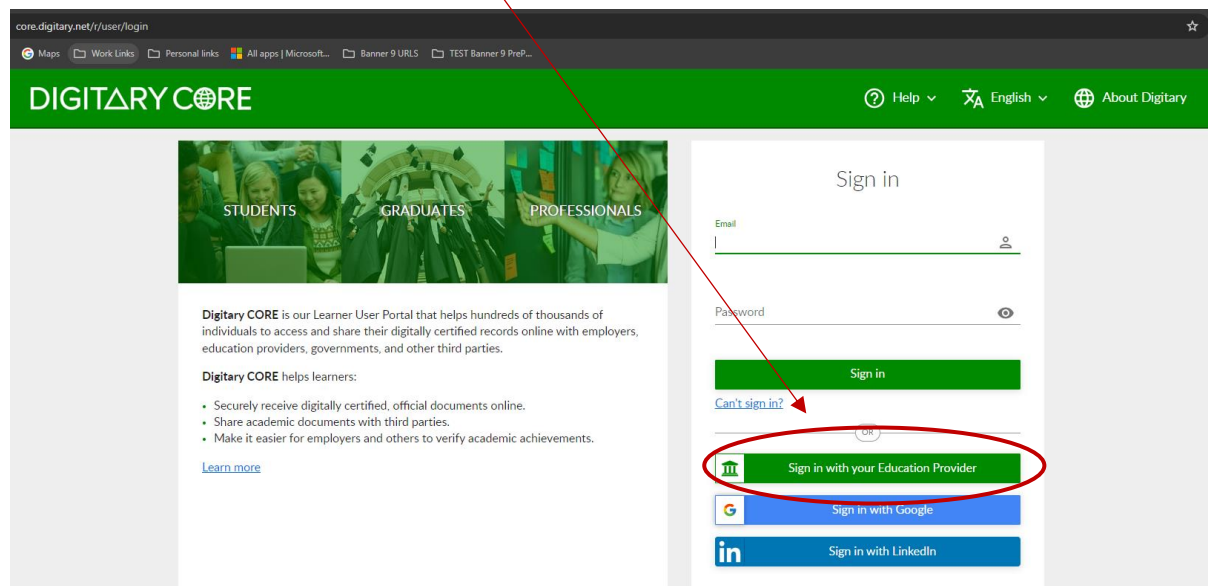 core.digitary.net/r/user/login
Maps Work Links Personal links All apps | Microsoft... Banner 9 URLS TEST Banner 9 PreP...
DIGITARY CORE
Help English About Digitary
STUDENTS GRADUATES PROFESSIONALS
Digitary CORE is our Learner User Portal that helps hundreds of thousands of
individuals to access and share their digitally certified records online with employers,
education providers, governments, and other third parties.
Digitary CORE helps learners:
• Securely receive digitally certified, official documents online.
• Share academic documents with third parties.
• Make it easier for employers and others to verify academic achievements.
Learn more
Sign in
Email
Password
Sign in
Can't sign in?
OR
Sign in with your Education Provider
Sign in with Google
in Sign in with LinkedIn